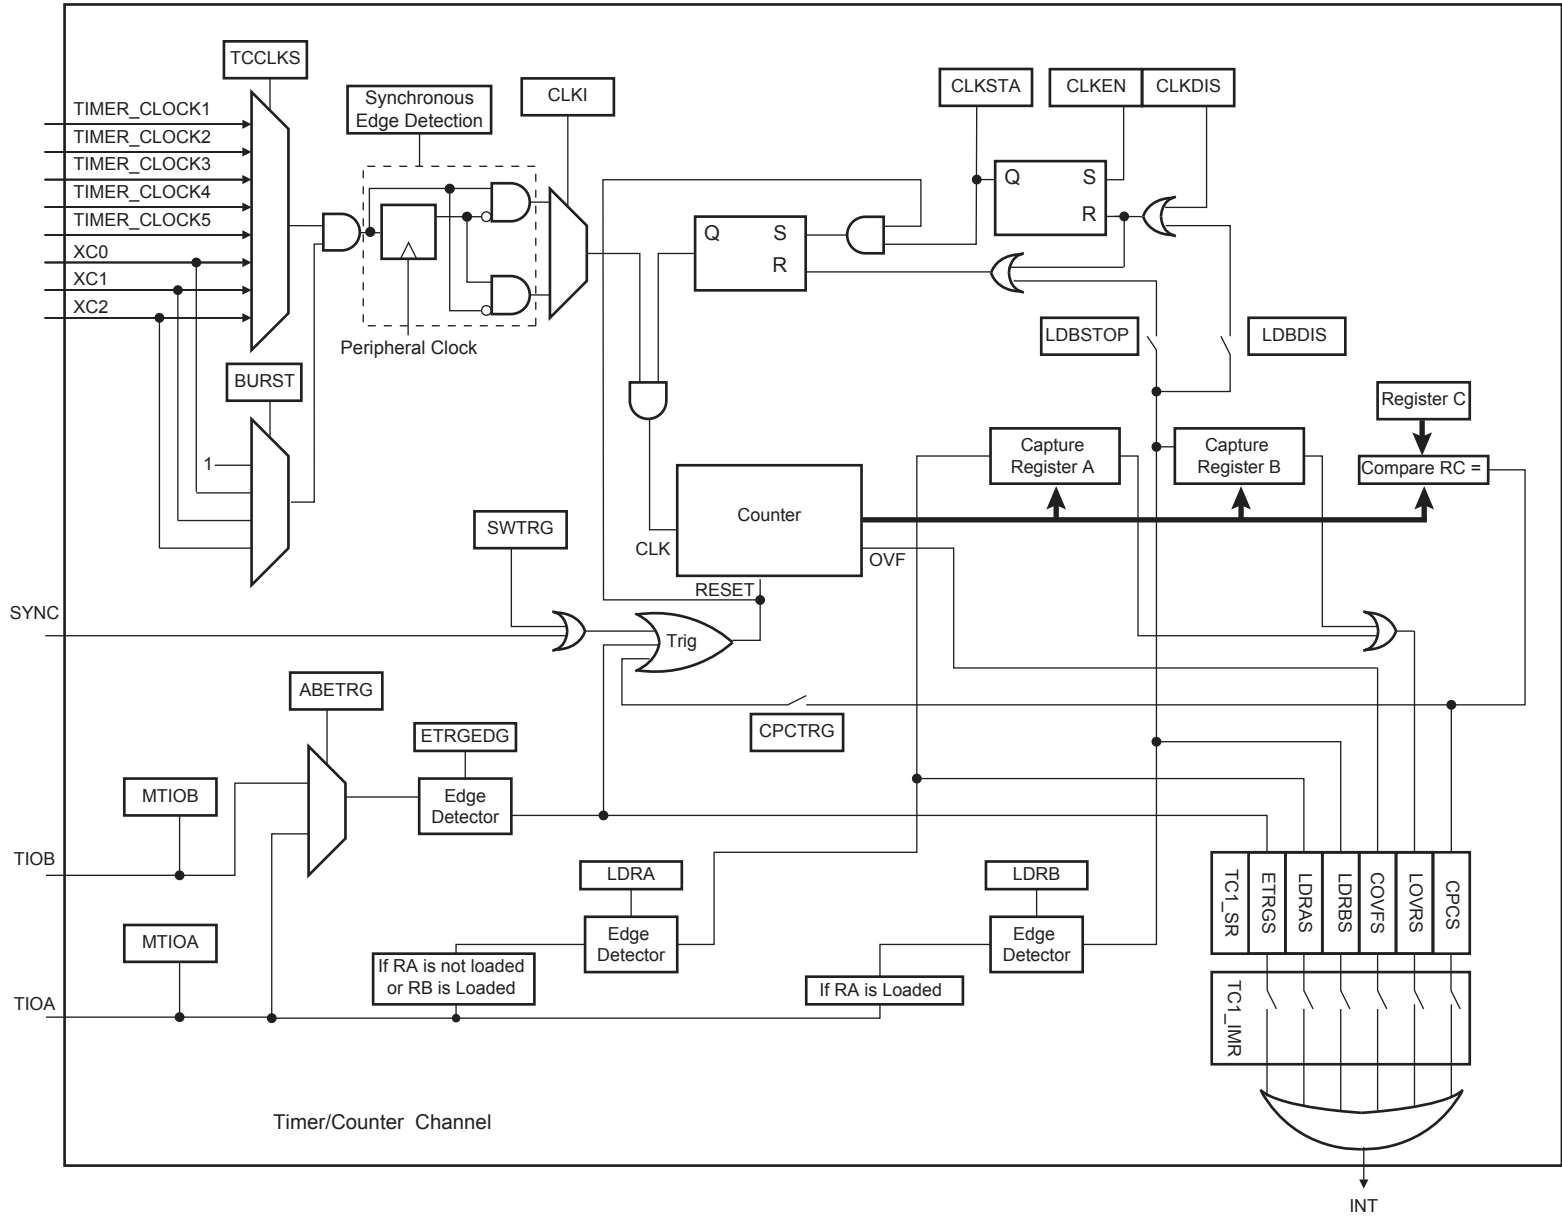 TCCLKS
TIMER_CLOCK1
TIMER_CLOCK2
TIMER_CLOCK3
TIMER_CLOCK4
TIMER_CLOCK5
XC0
XC1
XC2
Synchronous
Edge Detection
CLKI
Peripheral Clock
CLKSTA
CLKEN
CLKDIS
Q
S
R
Q
S
R
LDBSTOP
LDBDIS
BURST
1
Register C
Capture
Register A
Capture
Register B
Compare RC =
Counter
CLK
OVF
RESET
SWTRG
SYNC
Trig
ABETRG
CPCTRG
ETRGEDG
Edge
Detector
MTIOB
TIOB
LDRA
Edge
Detector
LDRB
Edge
Detector
MTIOA
TIOA
If RA is not loaded
or RB is Loaded
If RA is Loaded
TC1_SR
ETRGS
LDRAS
LDRBS
COVFS
LOVRS
CPCS
TC1_IMR
Timer/Counter Channel
INT